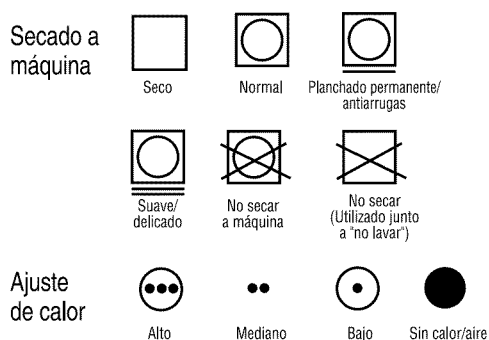 Secado a
máquina
Seco
Normal
Planchado permanente/
antiarrugas
Suave/
delicado
No secar
a máquina
No secar
(Utilizado junto
a "no lavar")
Ajuste
de calor
Alto
Mediano
Bajo
Sin calor/aire